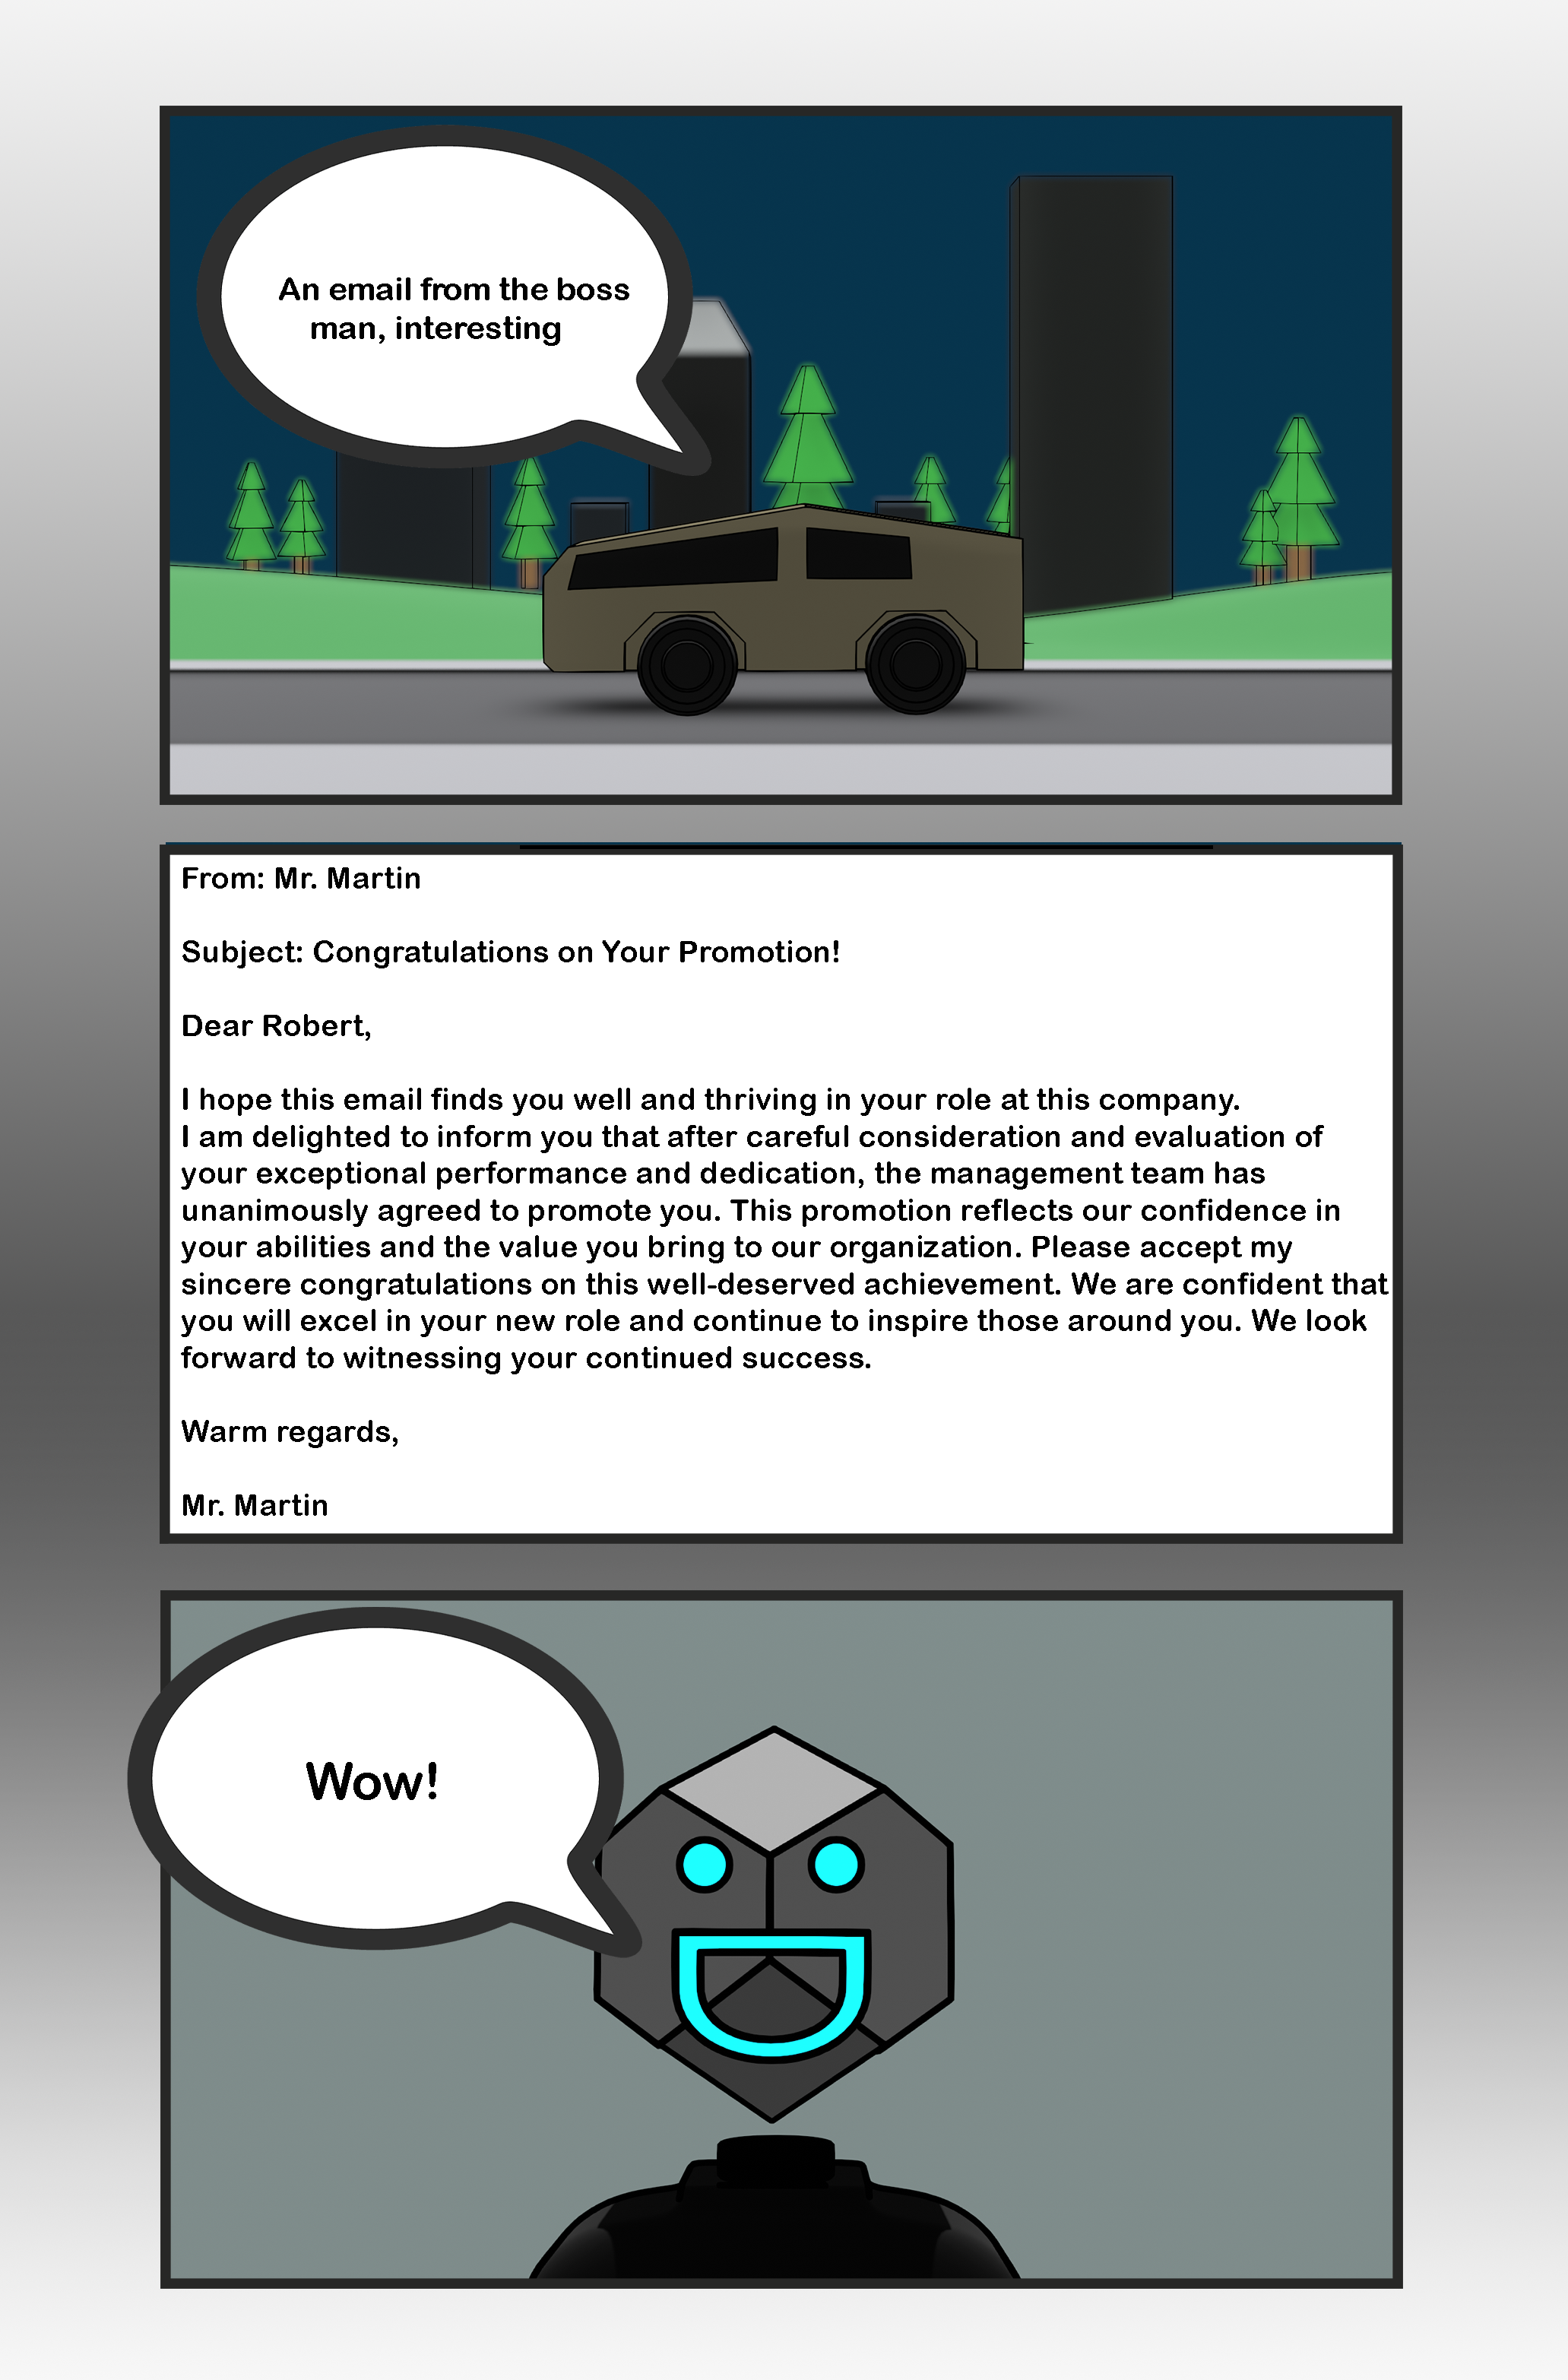 An email from the boss
man, interesting
From: Mr. Martin
Subject: Congratulations on Your Promotion!
Dear Robert,
I hope this email finds you well and thriving in your role at this company.
I am delighted to inform you that after careful consideration and evaluation of
your exceptional performance and dedication, the management team has
unanimously agreed to promote you. This promotion reflects our confidence in
your abilities and the value you bring to our organization. Please accept my
sincere congratulations on this well-deserved achievement. We are confident that
you will excel in your new role and continue to inspire those around you. We look
forward to witnessing your continued success.
Warm regards,
Mr. Martin
Wow!